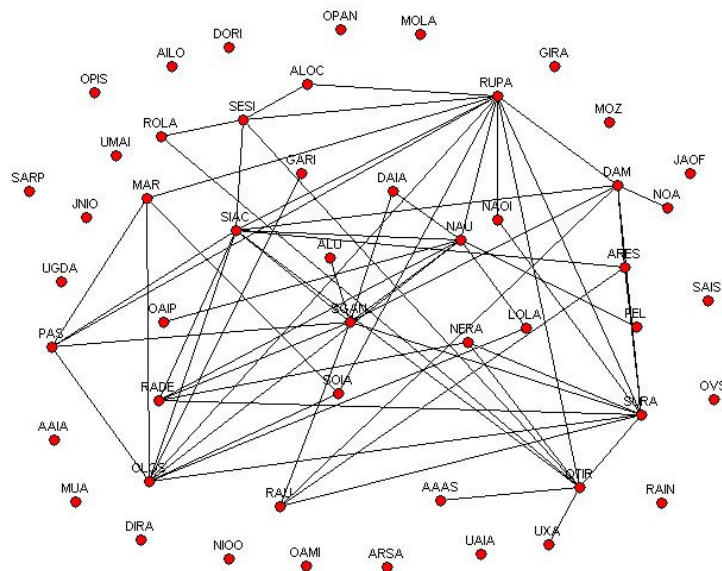 OPAN
MOLA
DORI
AILO
GIRA
ALOC
RUPA
OPIS
SESI
MOZ
ROLA
UMAI
GARI
DAM
JAOF
SARP
MAR
DAIA
NOA
JNIO
SIAC
NAOI
NAU
ALU
ARES
UGDA
SAIS
OAIP
SGAN
LOLA
PEL
PAS
NERA
SOIA
RADE
OVS
SURA
AAIA
OLOS
OTIR
MUA
RAU
AAAS
RAIN
DIRA
UXA
NIOO
OAMI
ARSA
UAIA